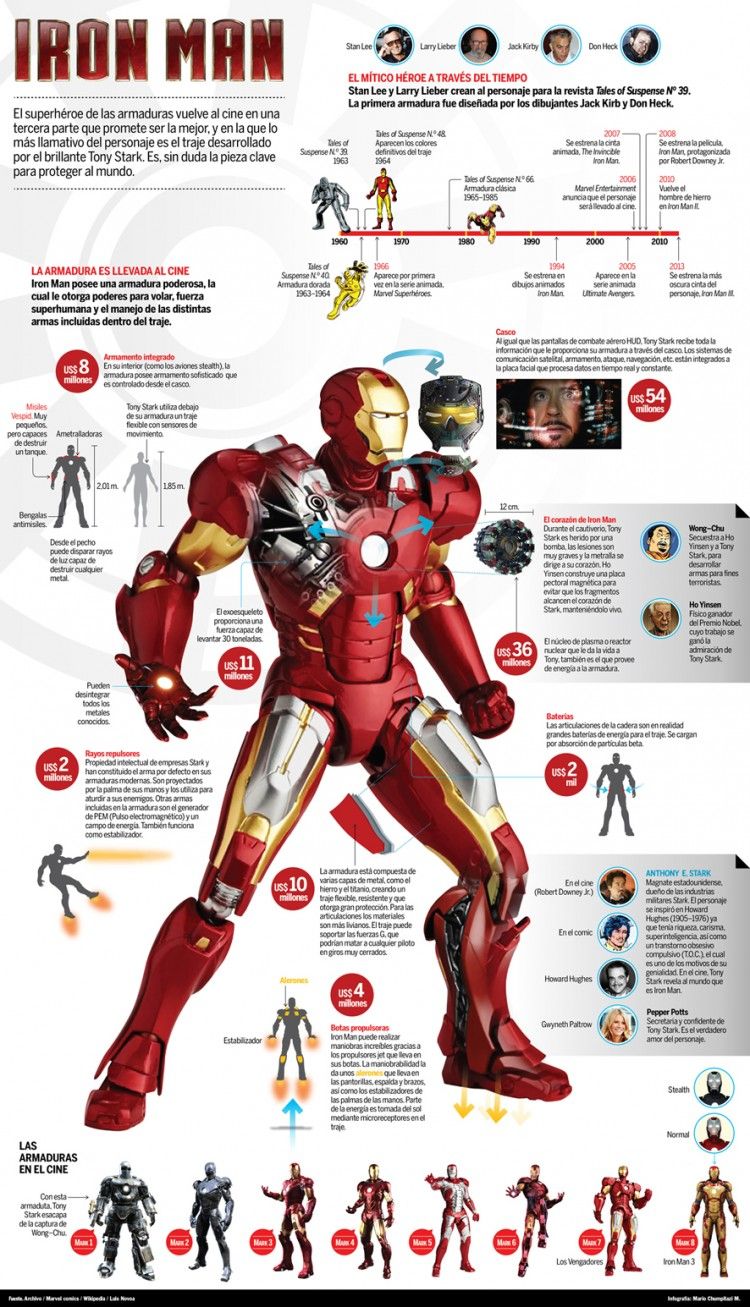 IRON MAN
El superhéroe de las armaduras vuelve al cine en una
tercera parte que promete ser la mejor, y en la que lo
más llamativo del personaje es el traje desarrollado
por el brillante Tony Stark. Es, sin duda la pieza clave
para proteger al mundo.
Stan Lee
Larry Lieber
Jack Kirby
Don Heck
EL MÍTICO HÉROE A TRAVÉS DEL TIEMPO
Stan Lee y Larry Lieber crean al personaje para la revista Tales of Suspense Nº 39.
La primera armadura fue diseñada por los dibujantes Jack Kirb y Don Heck.
Tales of
Suspense N.º 39.
1963
Tales of Suspense N.º 48.
Aparecen los colores
definitivos del traje
1964
Tales of Suspense N.º 66.
Armadura clásica
1965-1985
2007
Se estrena la cinta
animada, The Invincible
Iron Man.
2006
Marvel Entertainment
anuncia que el personaje
será llevado al cine.
2008
Se estrena la película,
Iron Man, protagonizada
por Robert Downey Jr.
2010
Vuelve el
hombre de hierro
en Iron Man II.
1960
1970
1980
1990
2000
2010
Tales of
Suspense N.º 40.
Armadura dorada
1963-1964
1966
Aparece por primera
vez en la serie animada,
Marvel Superhéroes.
1994
Se estrena en
dibujos animados
Iron Man.
2005
Aparece en la
serie animada
Ultimate Avengers.
2013
Se estrena la más
oscura cinta del
personaje, Iron Man III.
LA ARMADURA ES LLEVADA AL CINE
Iron Man posee una armadura poderosa, la
cual le otorga poderes para volar, fuerza
superhumana y el manejo de las distintas
armas incluidas dentro del traje.
US$ 8
millones
Armamento integrado
En su interior (como los aviones stealth), la
armadura posee armamento sofisticado que
es controlado desde el casco.
Misiles
Vespid. Muy
pequeños,
pero capaces
de destruir
un tanque.
Ametralladoras
Bengalas
antimisiles.
2,01 m.
Tony Stark utiliza debajo
de su armadura un traje
flexible con sensores de
movimiento.
1,85 m.
Desde el pecho
puede disparar rayos
de luz capaz de
destruir cualquier
metal.
Casco
Al igual que las pantallas de combate aéreo HUD, Tony Stark recibe toda la
información que le proporciona su armadura a través del casco. Los sistemas de
comunicación satelital, armamento, ataque, navegación, etc. están integrados a
la placa facial que procesa datos en tiempo real y constante.
US$ 54
millones
12 cm.
El corazón de Iron Man
Durante el cautiverio, Tony
Stark es herido por una
bomba, las lesiones son
muy graves y la metralla se
dirige a su corazón. Ho
Yinsen construye una placa
pectoral magnética para
evitar que los fragmentos
alcancen el corazón de
Stark, manteniéndolo vivo.
US$ 36
millones
El núcleo de plasma o reactor
nuclear que le da la vida a
Tony, también es el que provee
de energía a la armadura.
Wong-Chu
Secuestra a Ho
Yinsen y a Tony
Stark, para
desarrollar
armas para fines
terroristas.
Ho Yinsen
Físico ganador
del Premio Nobel,
cuyo trabajo se
ganó la
admiración de
Tony Stark.
El exoesqueleto
proporciona una
fuerza capaz de
levantar 30 toneladas.
US$ 11
millones
Pueden
desintegrar
todos los
metales
conocidos.
US$ 2
millones
Rayos repulsores
Propiedad intelectual de empresas Stark y
han constituido el arma por defecto en sus
armaduras modernas. Son proyectados
por la palma de sus manos y los utiliza para
aturdir a sus enemigos. Otras armas
incluidas en la armadura son el generador
de PEM (Pulso electromagnético) y un
campo de energía. También funciona
como estabilizador.
Baterías
Las articulaciones de la cadera son en realidad
grandes baterías de energía para el traje. Se cargan
por absorción de partículas beta.
US$ 2
mil
US$ 10
millones
La armadura está compuesta de
varias capas de metal, como el
hierro y el titanio, creando un
traje flexible, resistente y que
otorga gran protección. Para las
articulaciones los materiales
son más livianos. El traje puede
soportar las fuerzas G, que
podrían matar a cualquier piloto
en giros muy cerrados.
En el cine
(Robert Downey Jr.)
En el comic
Howard Hughes
Gwyneth Paltrow
ANTHONY E. STARK
Magnate estadounidense,
dueño de las industrias
militares Stark. El personaje
se inspiró en Howard
Hughes (1905-1976) ya
que tenía riqueza, carisma,
superinteligencia, así como
un transtorno obsesivo
compulsivo (T.O.C.), el cual
es uno de los motivos de su
genialidad. En el cine, Tony
Stark revela al mundo que
es Iron Man.
Pepper Potts
Secretaria y confidente de
Tony Stark. Es el verdadero
amor del personaje.
Alerones
Estabilizador
US$ 4
millones
Botas propulsoras
Iron Man puede realizar
maniobras increíbles gracias a
los propulsores jet que lleva en
sus botas. La maniobrabilidad la
da unos alerones que lleva en
las pantorillas, espalda y brazos,
así como los estabilizadores de
las palmas de las manos. Parte
de la energía es tomada del sol
mediante microreceptores en el
traje.
Stealth
Normal
LAS
ARMADURAS
EN EL CINE
Con esta
armadura, Tony
Stark esacapa
de la captura de
Wong-Chu.
MARK 1
MARK 2
MARK 3
MARK 4
MARK 5
MARK 6
MARK 7
Los Vengadores
MARK 8
Iron Man 3
Fuente. Archivo / Marvel comics / Wikipedia / Luis Novoa
Infografía: Mario Chumpitazi M.